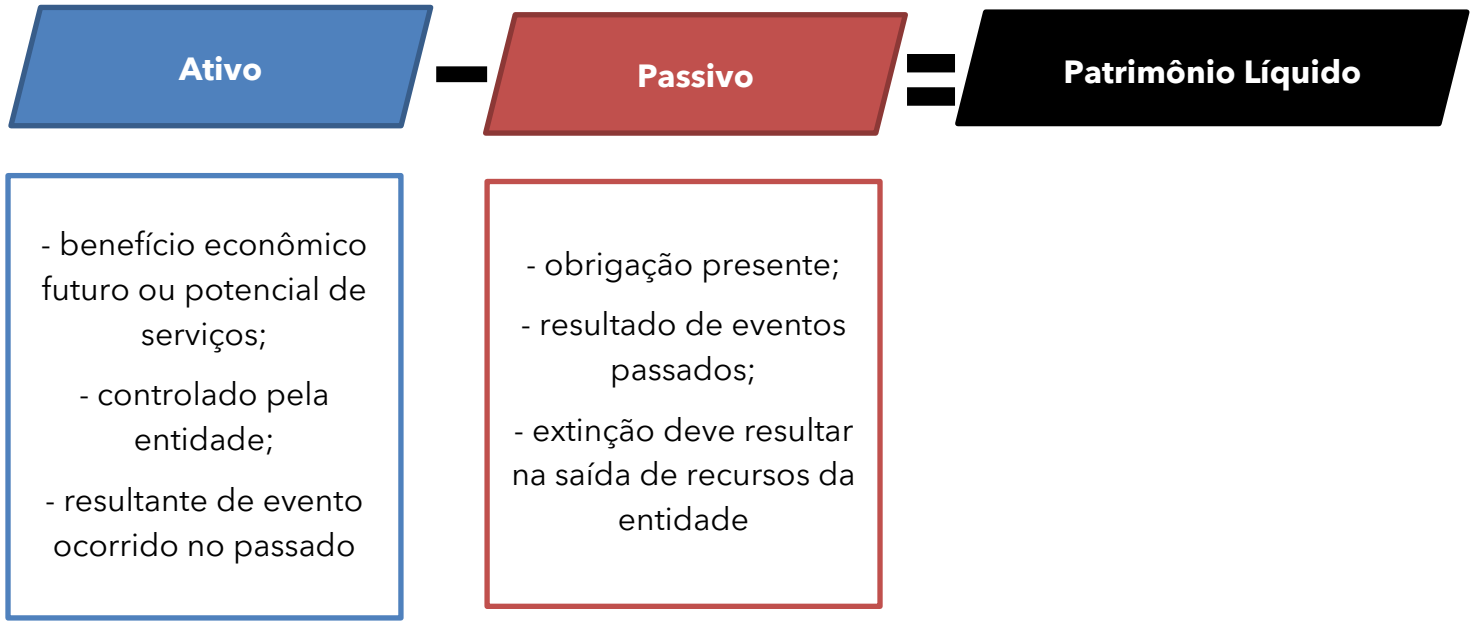 Ativo
Passivo
Patrimônio Líquido
- benefício econômico
futuro ou potencial de
serviços;
- controlado pela
entidade;
- resultante de evento
ocorrido no passado
- obrigação presente;
- resultado de eventos
passados;
- extinção deve resultar
na saída de recursos da
entidade